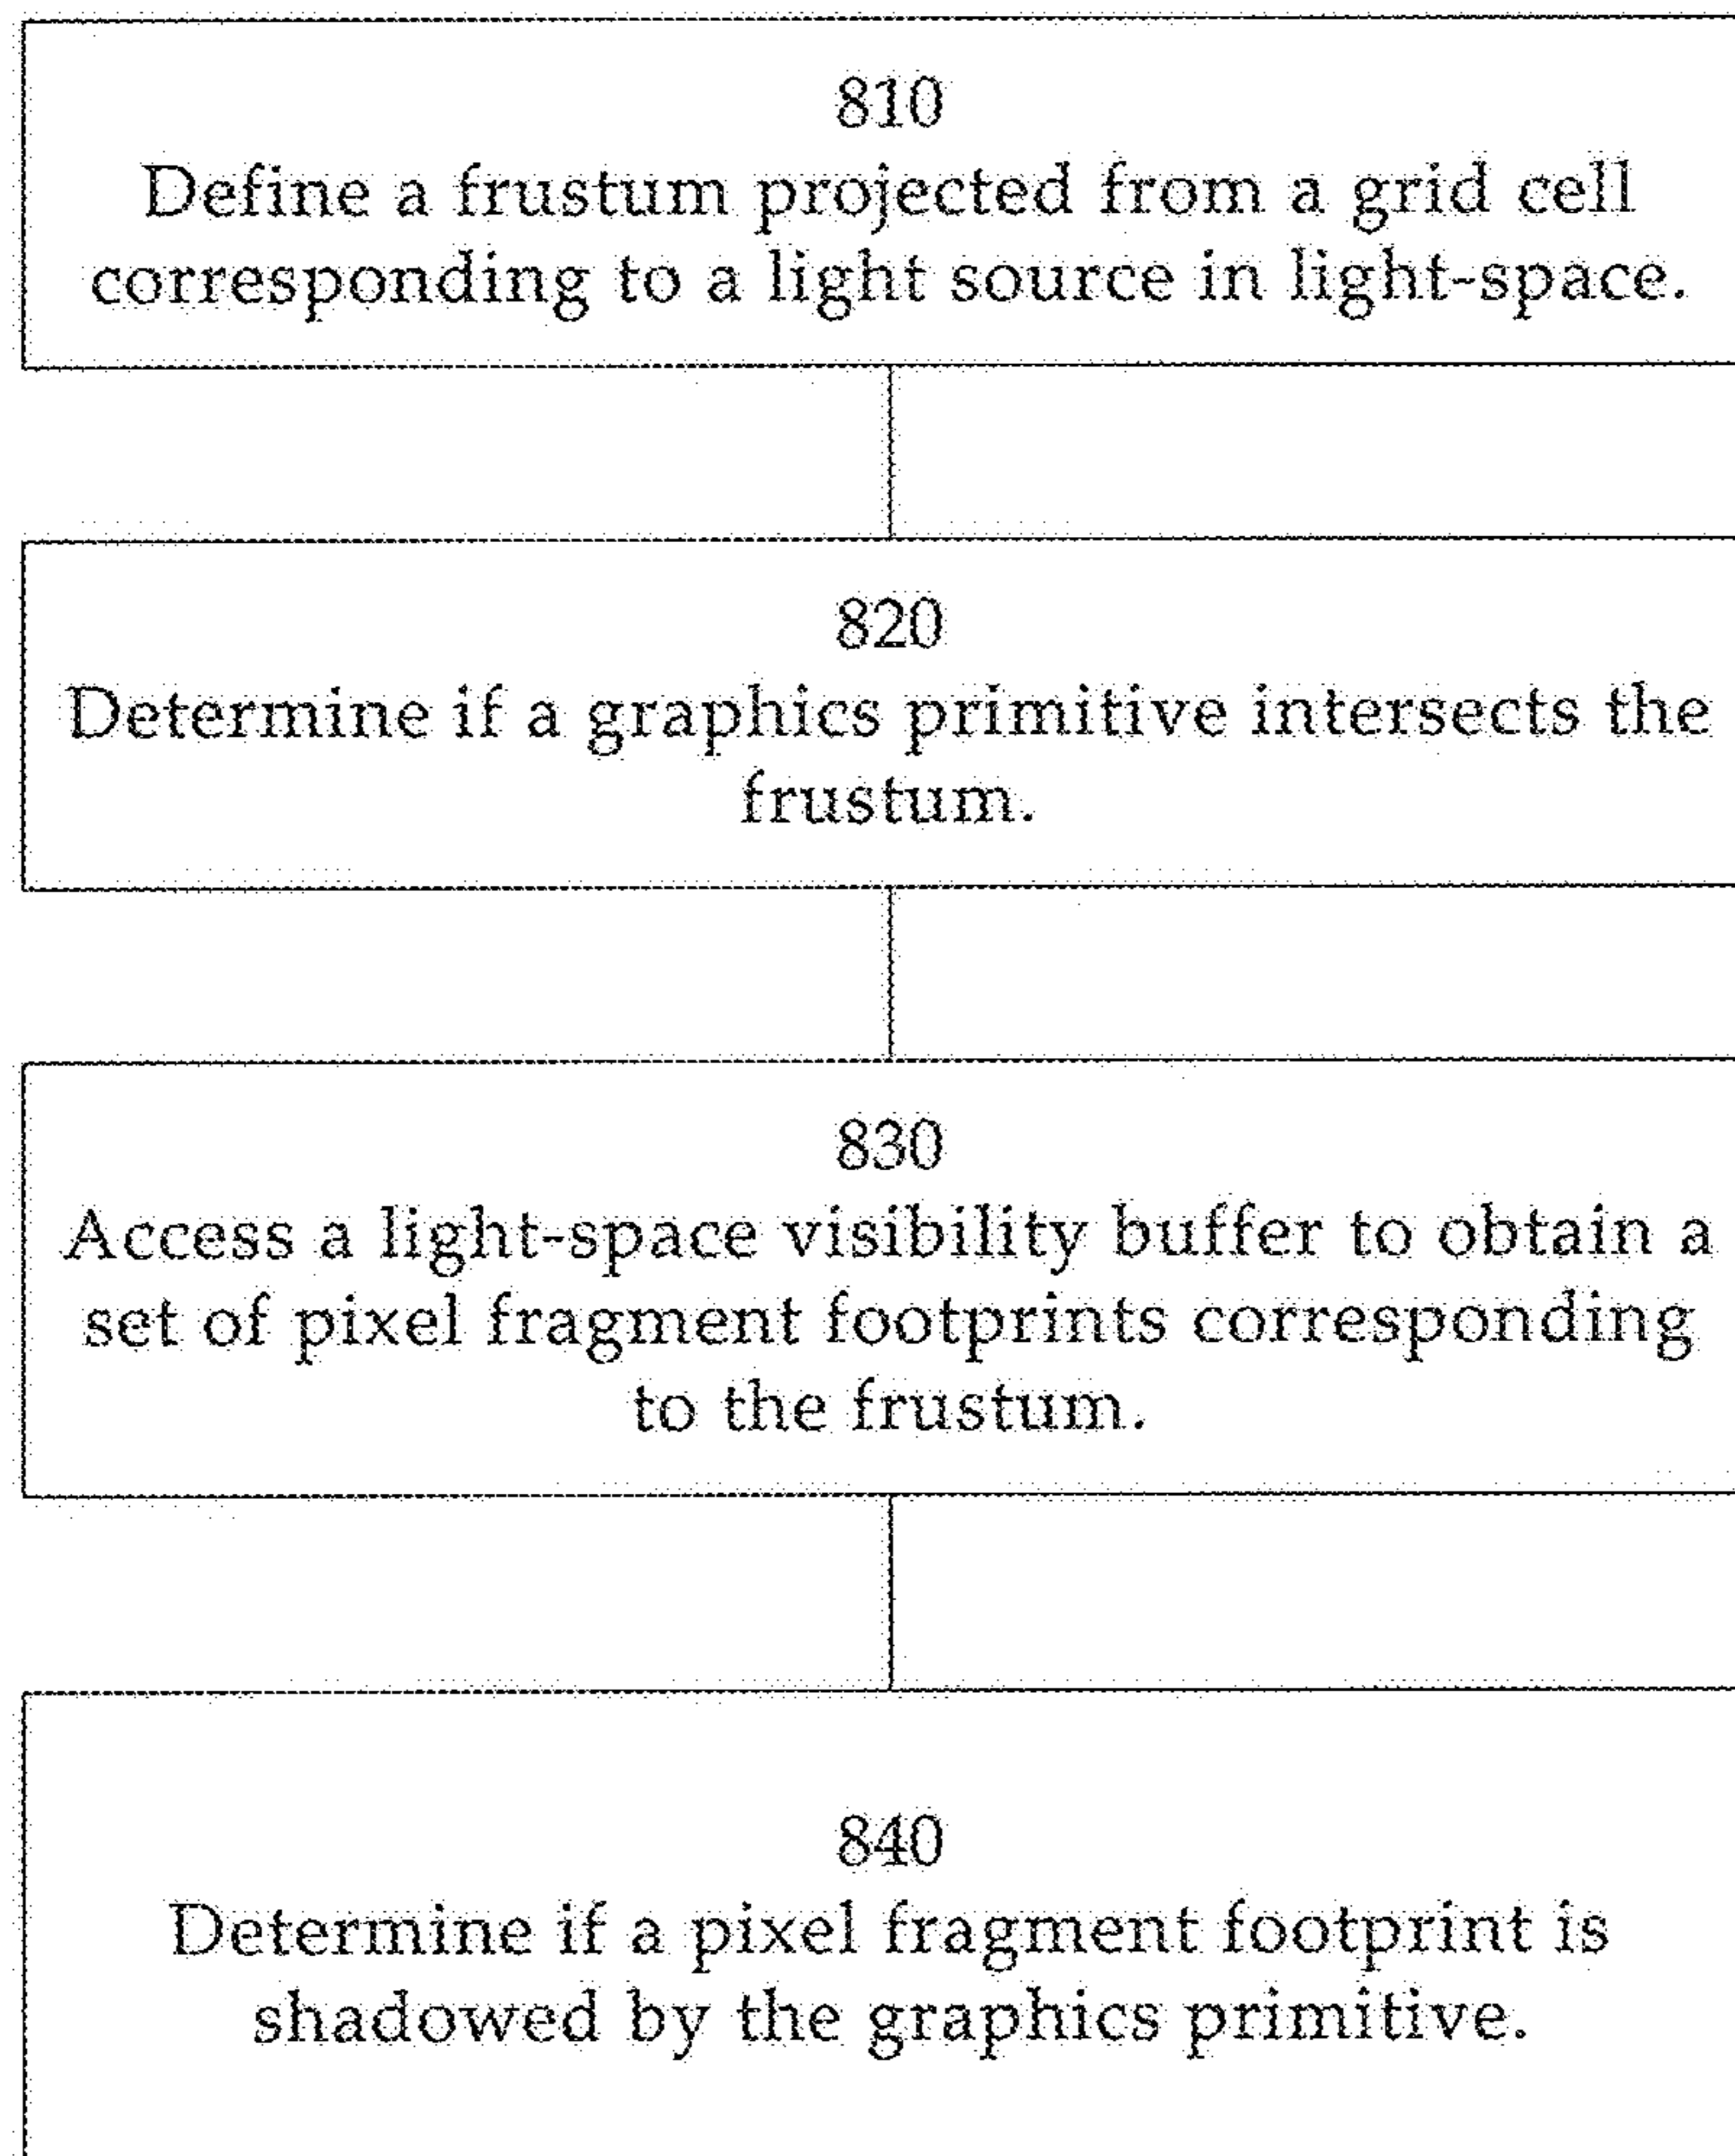 810
Define a frustum projected from a grid cell
corresponding to a light source in light-space.
820
Determine if a graphics primitive intersects the
frustum.
830
Access a light-space visibility buffer to obtain a
set of pixel fragment footprints corresponding
to the frustum.
840
Determine if a pixel fragment footprint is
shadowed by the graphics primitive.